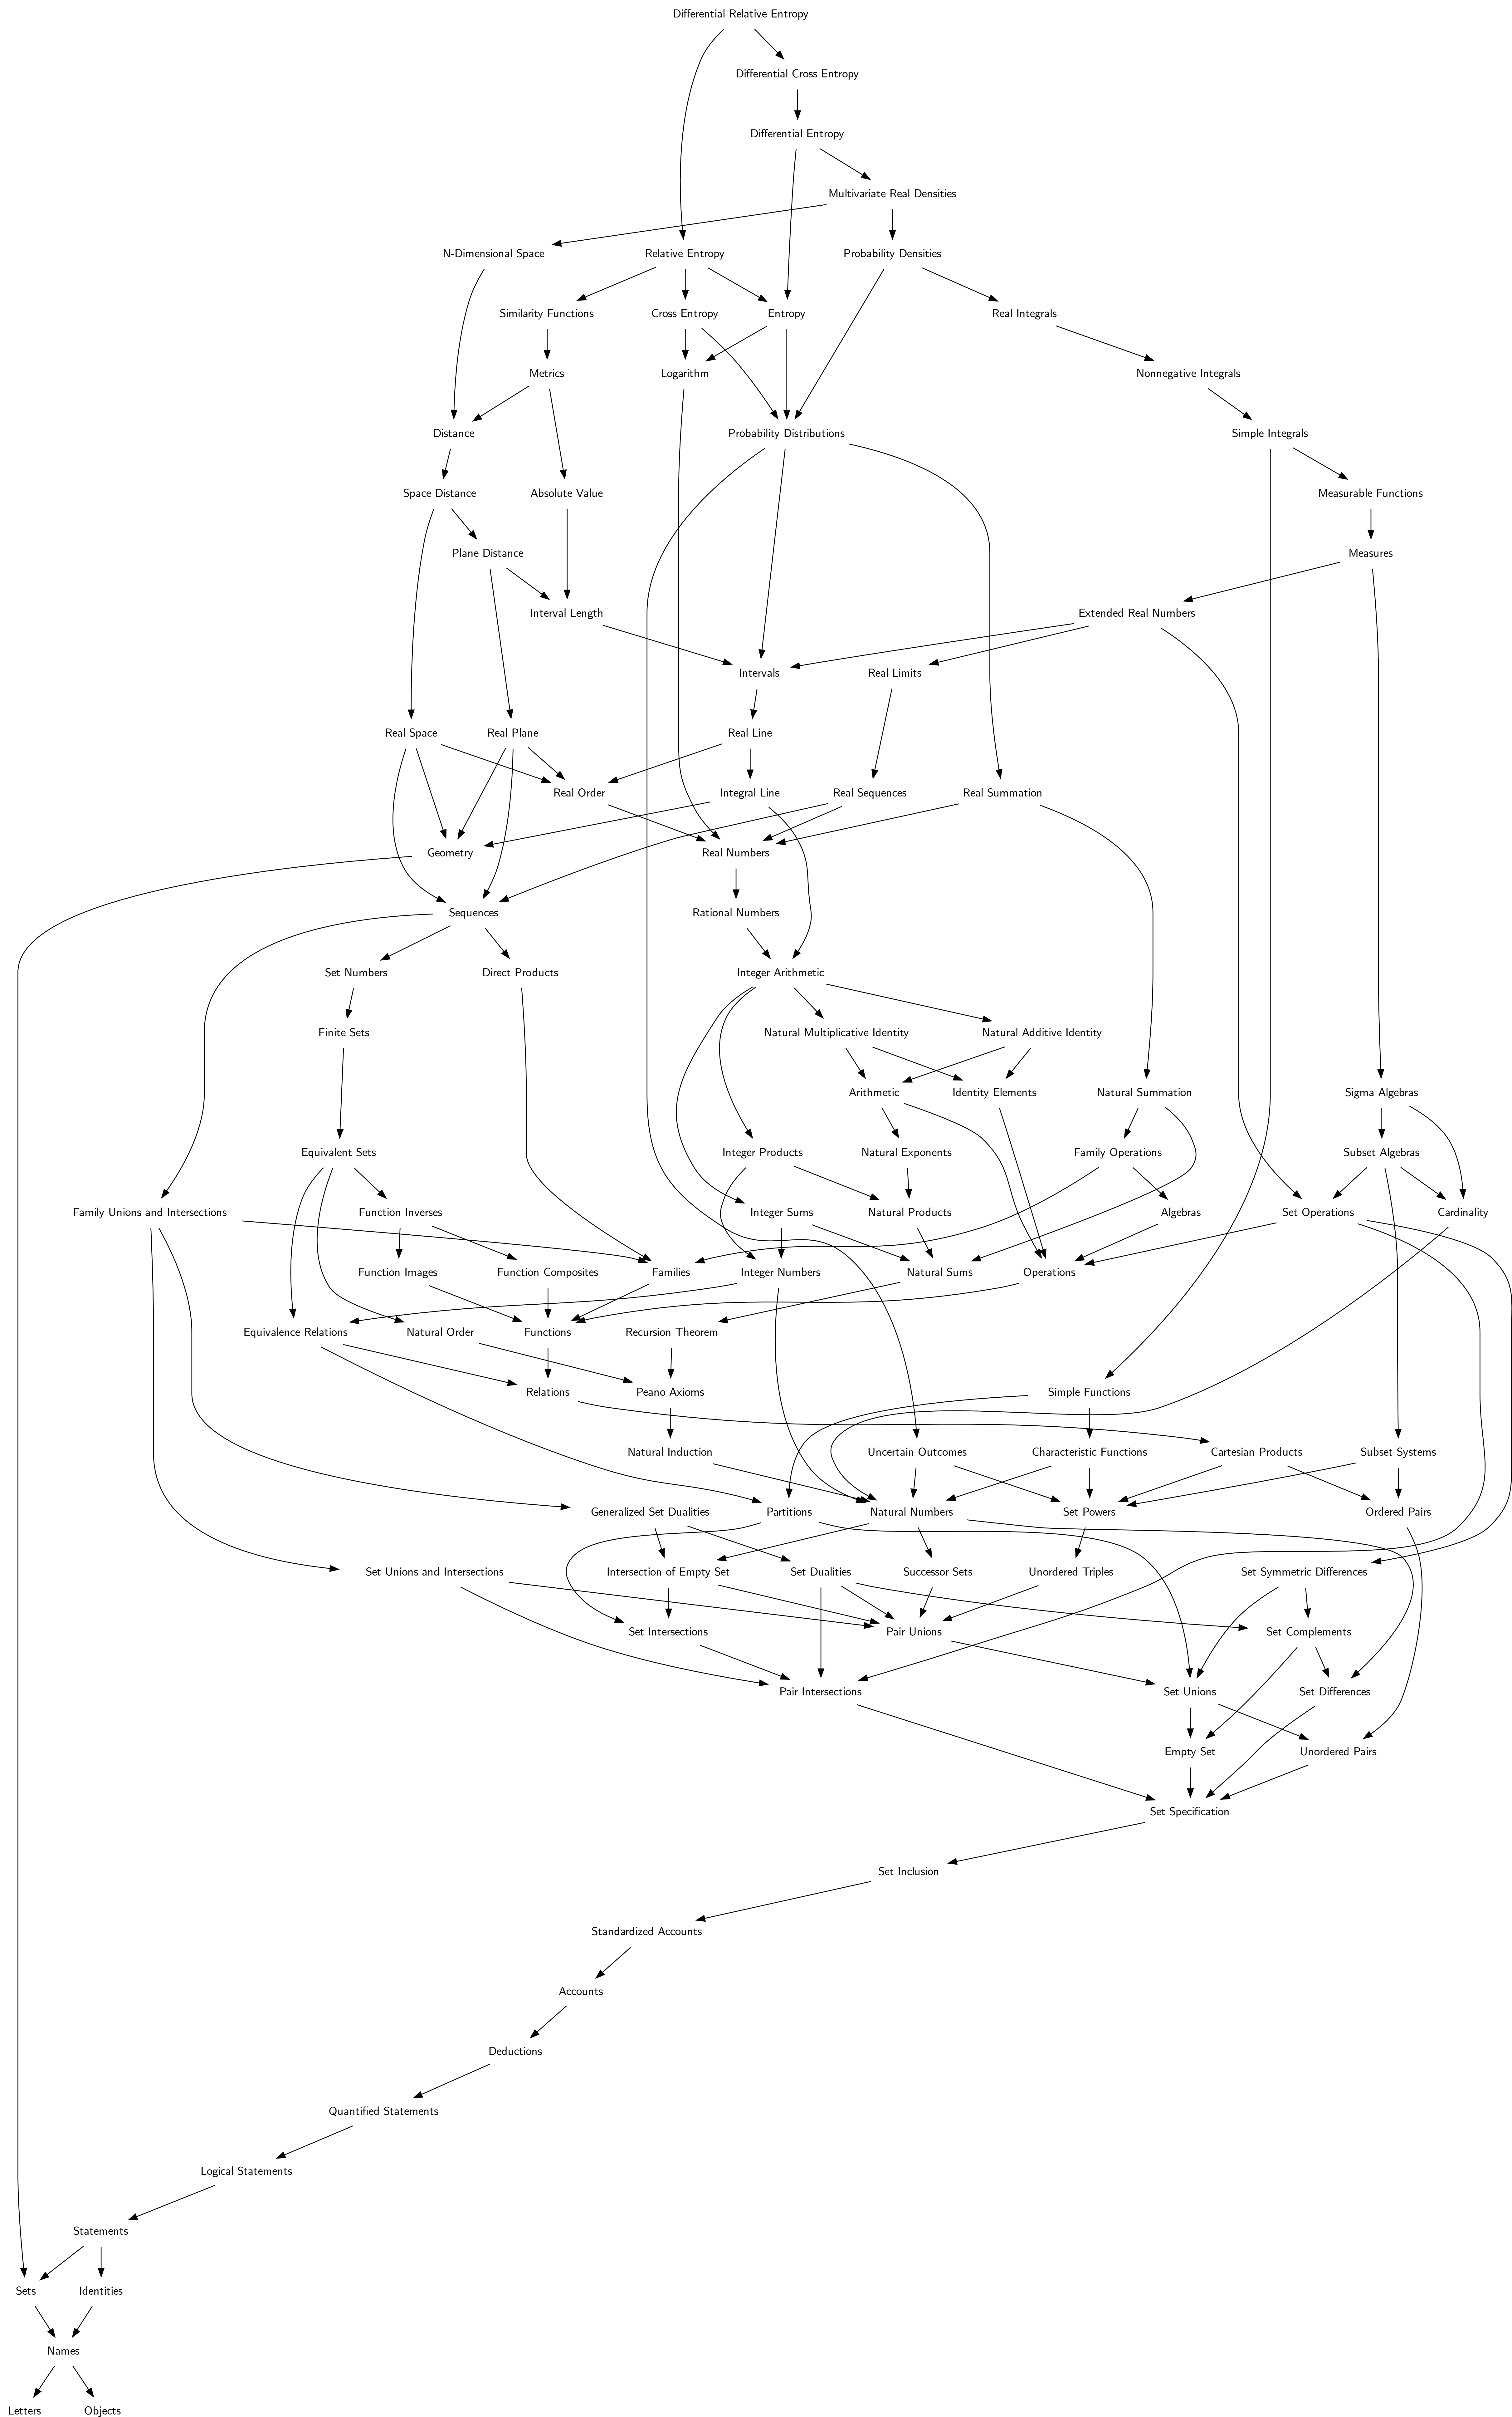 Differential Relative Entropy
Differential Cross Entropy
Differential Entropy
Multivariate Real Densities
N-Dimensional Space
Relative Entropy
Probability Densities
Similarity Functions
Cross Entropy
Entropy
Real Integrals
Metrics
Logarithm
Nonnegative Integrals
Distance
Probability Distributions
Simple Integrals
Space Distance
Absolute Value
Measurable Functions
Plane Distance
Measures
Interval Length
Extended Real Numbers
Intervals
Real Limits
Real Space
Real Plane
Real Line
Real Order
Integral Line
Real Sequences
Real Summation
Geometry
Real Numbers
Sequences
Rational Numbers
Set Numbers
Direct Products
Integer Arithmetic
Finite Sets
Natural Multiplicative Identity
Natural Additive Identity
Arithmetic
Identity Elements
Natural Summation
Sigma Algebras
Equivalent Sets
Integer Products
Natural Exponents
Family Operations
Subset Algebras
Family Unions and Intersections
Function Inverses
Integer Sums
Natural Products
Algebras
Set Operations
Cardinality
Function Images
Function Composites
Families
Integer Numbers
Natural Sums
Operations
Equivalence Relations
Natural Order
Functions
Recursion Theorem
Relations
Peano Axioms
Simple Functions
Natural Induction
Uncertain Outcomes
Characteristic Functions
Cartesian Products
Subset Systems
Generalized Set Dualities
Partitions
Natural Numbers
Set Powers
Ordered Pairs
Set Unions and Intersections
Intersection of Empty Set
Set Dualities
Successor Sets
Unordered Triples
Set Symmetric Differences
Set Intersections
Pair Unions
Set Complements
Pair Intersections
Set Unions
Set Differences
Empty Set
Unordered Pairs
Set Specification
Set Inclusion
Standardized Accounts
Accounts
Deductions
Quantified Statements
Logical Statements
Statements
Sets
Identities
Names
Letters
Objects